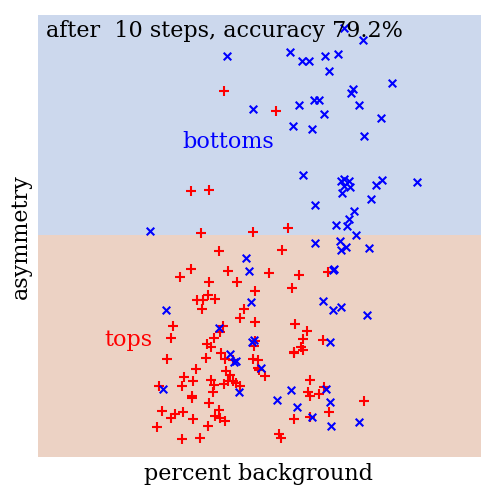 after  10 steps, accuracy 79.2%
bottoms
asymmetry
tops
percent background